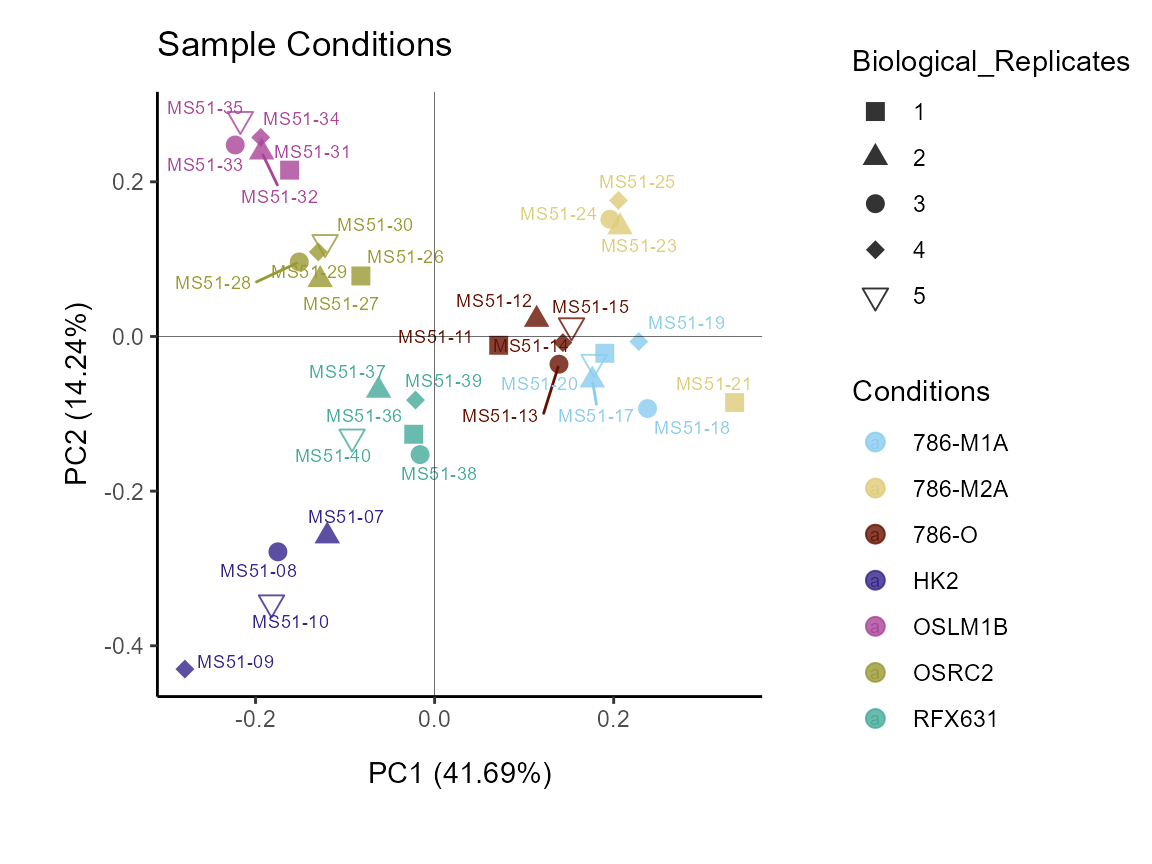 Sample Conditions
MS51-35
MS51-34
MS51-31
MS51-33
MS51-32
MS51-25
MS51-24
MS51-23
MS51-30
MS51-26
MS51-29
MS51-28
MS51-27
MS51-12
MS51-15
MS51-11
MS51-14
MS51-19
MS51-37
MS51-39
MS51-20
MS51-21
MS51-36
MS51-13
MS51-17
MS51-18
MS51-40
MS51-38
MS51-07
MS51-08
MS51-10
MS51-09
0.2
0.0
-0.2
-0.4
PC2 (14.24%)
-0.2
0.0
0.2
PC1 (41.69%)
Biological_Replicates
1
2
3
4
5
Conditions
a 786-M1A
a 786-M2A
a 786-O
a HK2
a OSLM1B
a OSRC2
a RFX631